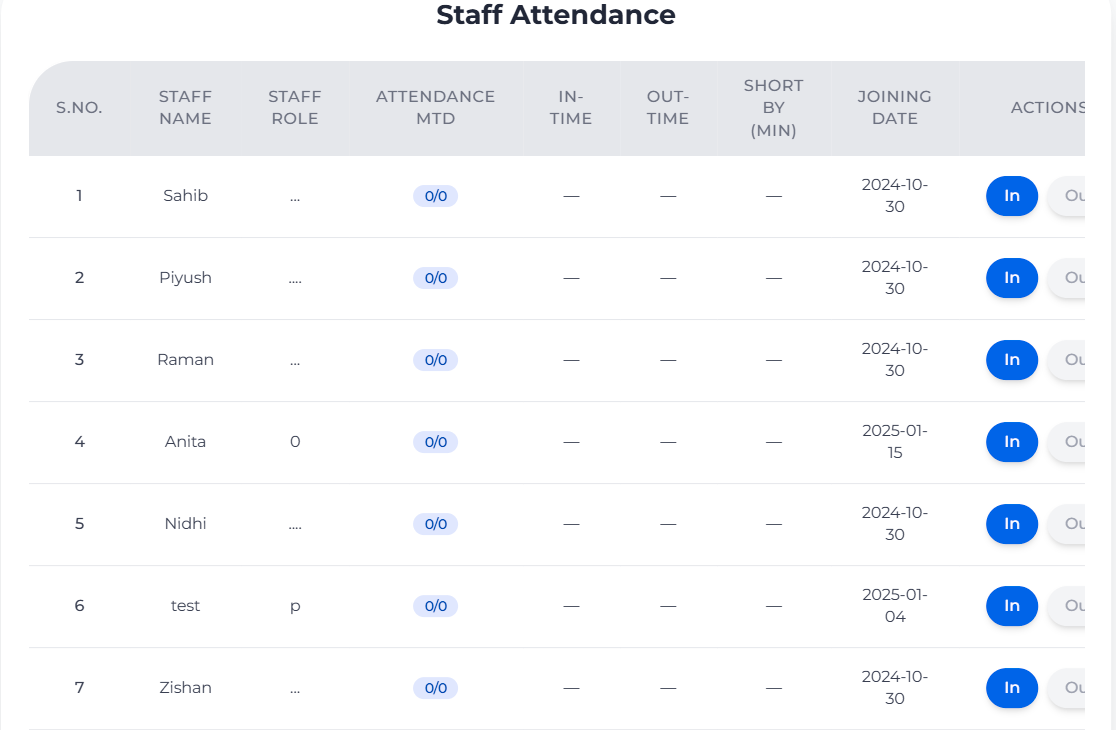 Staff Attendance
S.NO. STAFF NAME STAFF ROLE ATTENDANCE MTD IN-TIME OUT-TIME SHORT BY (MIN) JOINING DATE ACTIONS
1 Sahib ... 0/0 — — — 2024-10-30 In Ou
2 Piyush .... 0/0 — — — 2024-10-30 In Ou
3 Raman ... 0/0 — — — 2024-10-30 In Ou
4 Anita 0 0/0 — — — 2025-01-15 In Ou
5 Nidhi .... 0/0 — — — 2024-10-30 In Ou
6 test p 0/0 — — — 2025-01-04 In Ou
7 Zishan ... 0/0 — — — 2024-10-30 In Ou